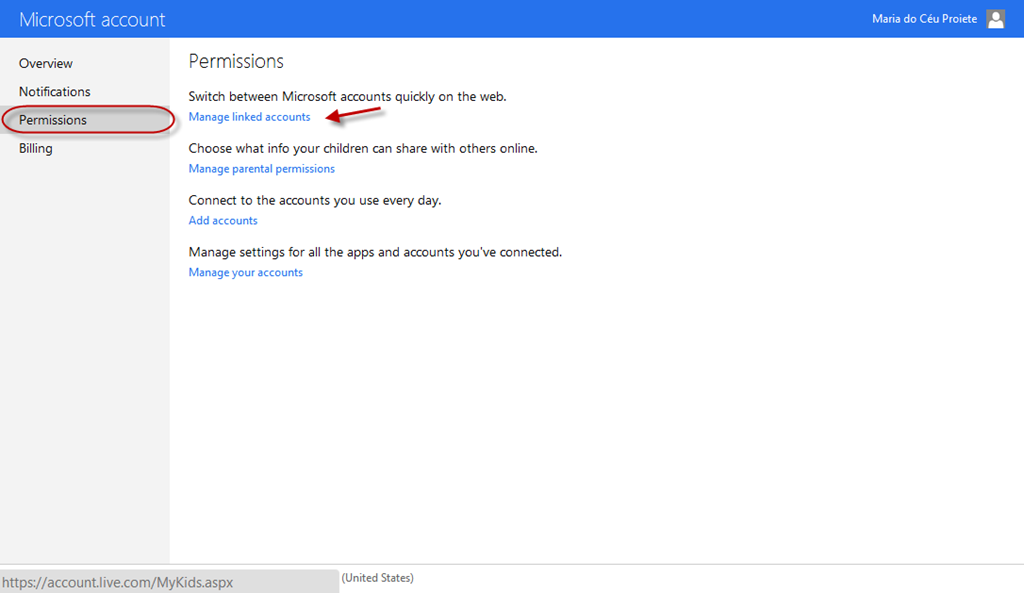 Microsoft account
Maria do Céu Proiete
Overview
Notifications
Permissions
Billing
Permissions
Switch between Microsoft accounts quickly on the web.
Manage linked accounts
Choose what info your children can share with others online.
Manage parental permissions
Connect to the accounts you use every day.
Add accounts
Manage settings for all the apps and accounts you've connected.
Manage your accounts
https://account.live.com/MyKids.aspx
(United States)